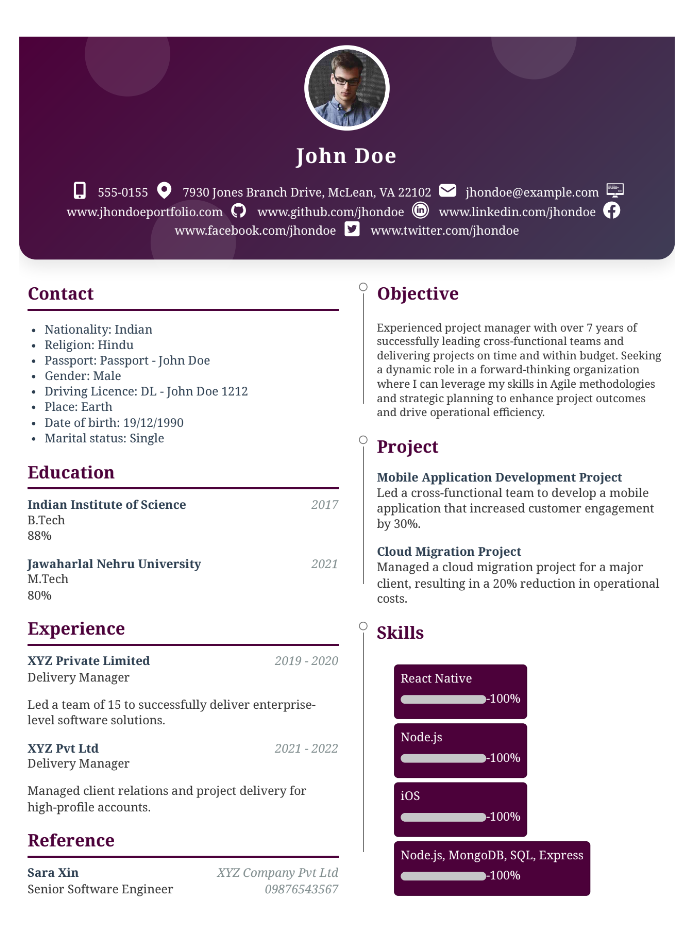 John Doe
555-0155 7930 Jones Branch Drive, McLean, VA 22102 jhondoe@example.com
www.jhondoeportfolio.com www.github.com/jhondoe www.linkedin.com/jhondoe
www.facebook.com/jhondoe www.twitter.com/jhondoe
Contact
• Nationality: Indian
• Religion: Hindu
• Passport: Passport - John Doe
• Gender: Male
• Driving Licence: DL - John Doe 1212
• Place: Earth
• Date of birth: 19/12/1990
• Marital status: Single
Education
Indian Institute of Science 2017
B.Tech
88%
Jawaharlal Nehru University 2021
M.Tech
80%
Experience
XYZ Private Limited 2019 - 2020
Delivery Manager
Led a team of 15 to successfully deliver enterprise-
level software solutions.
XYZ Pvt Ltd 2021 - 2022
Delivery Manager
Managed client relations and project delivery for
high-profile accounts.
Reference
Sara Xin XYZ Company Pvt Ltd
Senior Software Engineer 09876543567
Objective
Experienced project manager with over 7 years of
successfully leading cross-functional teams and
delivering projects on time and within budget. Seeking
a dynamic role in a forward-thinking organization
where I can leverage my skills in Agile methodologies
and strategic planning to enhance project outcomes
and drive operational efficiency.
Project
Mobile Application Development Project
Led a cross-functional team to develop a mobile
application that increased customer engagement
by 30%.
Cloud Migration Project
Managed a cloud migration project for a major
client, resulting in a 20% reduction in operational
costs.
Skills
React Native
-100%
Node.js
-100%
iOS
-100%
Node.js, MongoDB, SQL, Express
-100%